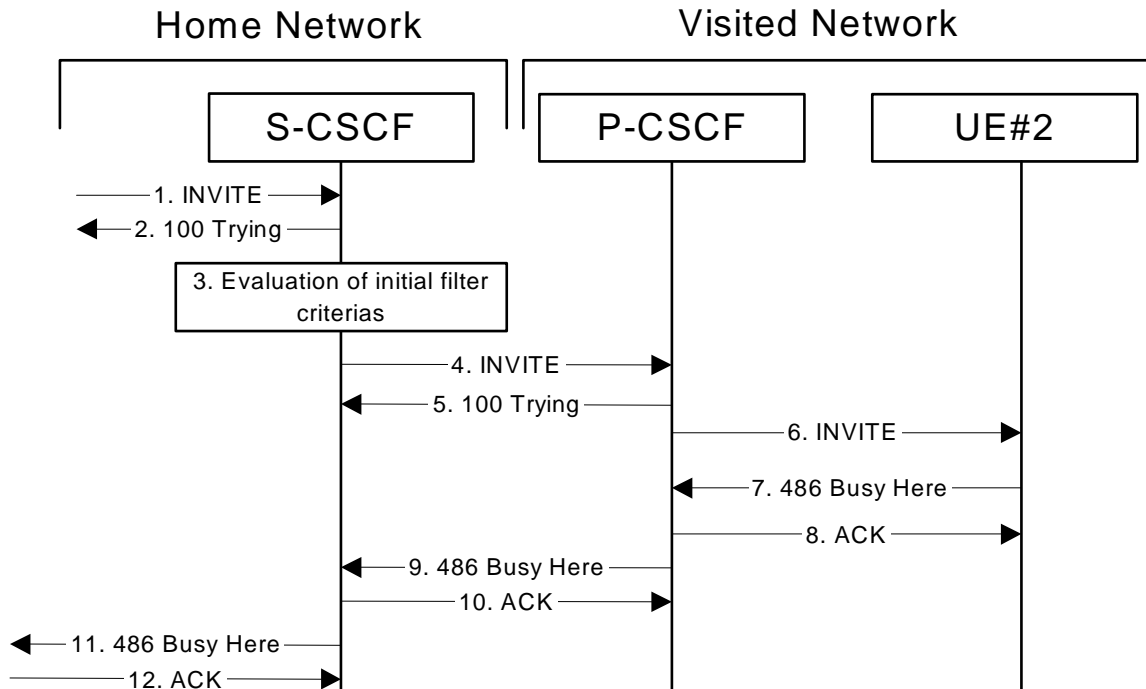 Home Network
Visited Network
S-CSCF
P-CSCF
UE#2
1. INVITE
2. 100 Trying
3. Evaluation of initial filter
criterias
4. INVITE
5. 100 Trying
6. INVITE
7. 486 Busy Here
8. ACK
9. 486 Busy Here
10. ACK
11. 486 Busy Here
12. ACK